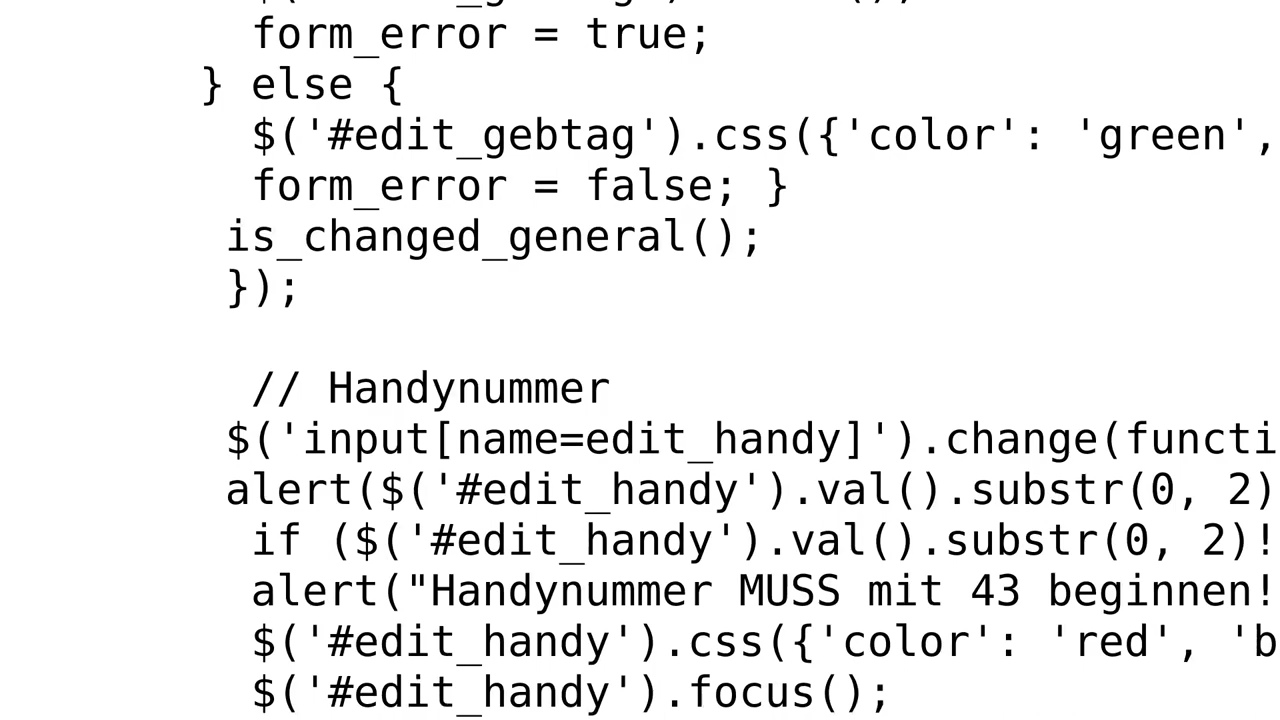 form_error = true;
} else {
$('#edit_gebtag').css({'color': 'green',
form_error = false; }
is_changed_general();
});
// Handynummer
$('input[name=edit_handy]').change(functi
alert($('#edit_handy').val().substr(0, 2)
if ($('#edit_handy').val().substr(0, 2)!
alert("Handynummer MUSS mit 43 beginnen!
$('#edit_handy').css({'color': 'red', 'b
$('#edit_handy').focus();